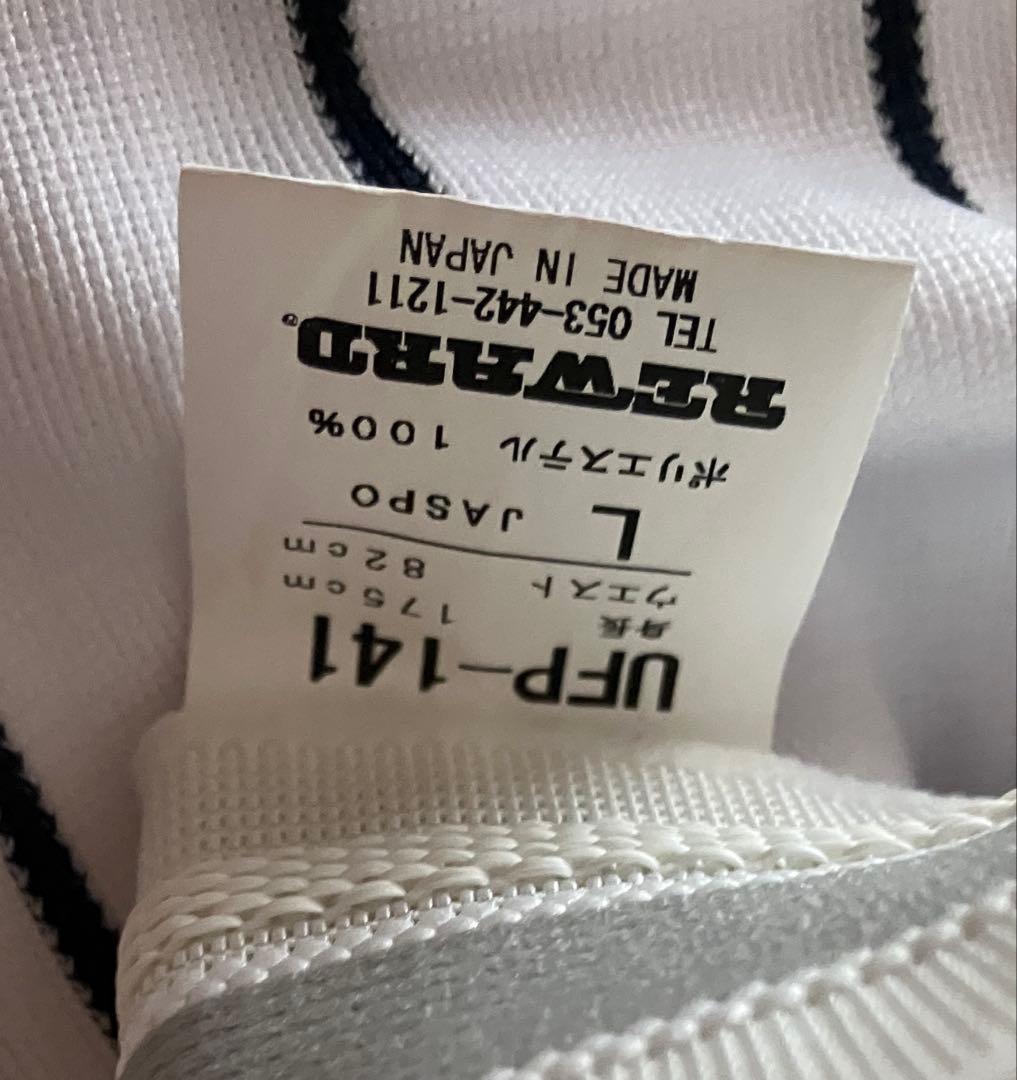 UFP-141
身長 175cm
ウエスト 82cm
L JASPO
ポリエステル 100%
REWARD®
TEL 053-442-1211
MADE IN JAPAN